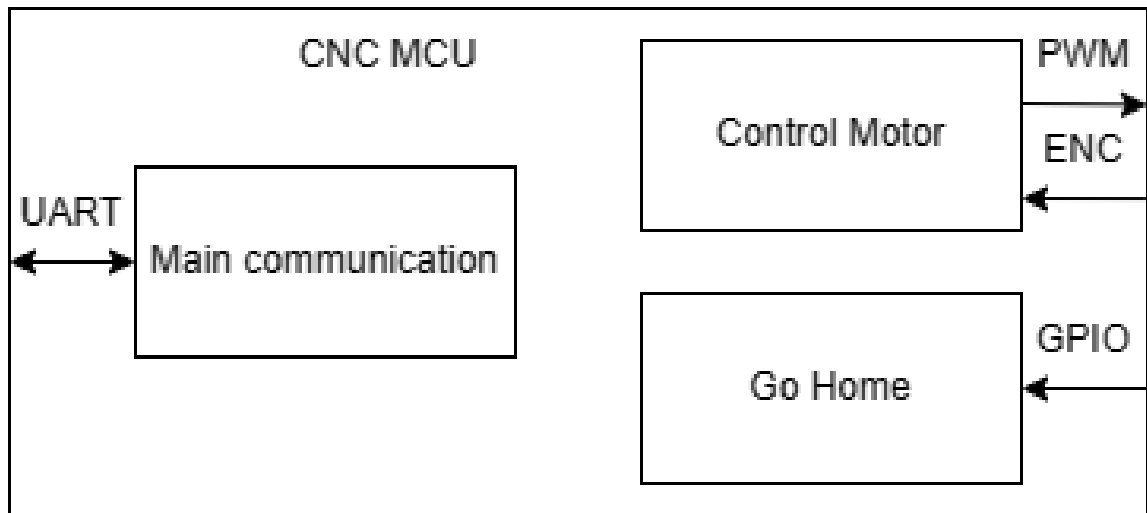 CNC MCU
PWM
Control Motor
ENC
UART
Main communication
GPIO
Go Home